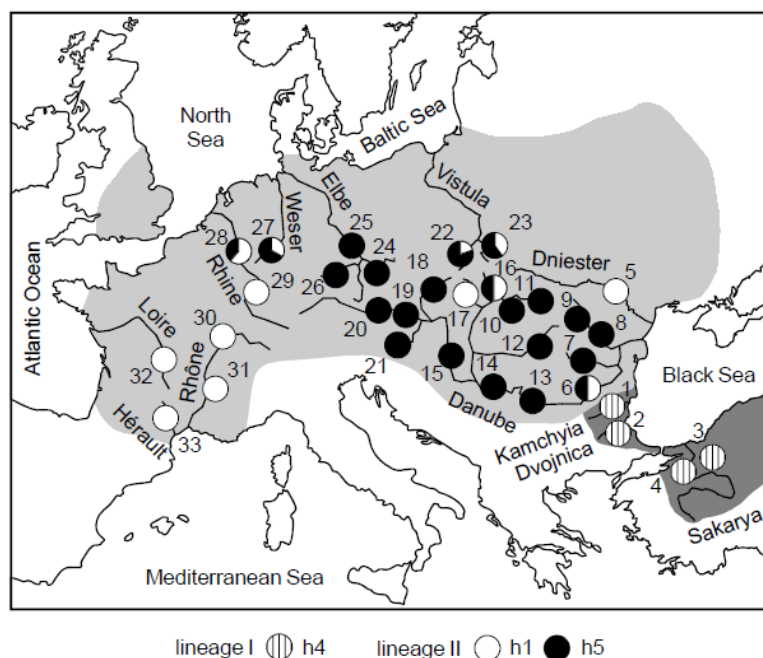 North
Sea
Baltic Sea
Atlantic Ocean
Elbe
Weser
Vistula
Rhine
Dniester
Loire
Rhône
Hérault
Danube
Black Sea
Kamchyia
Dvojnica
Sakarya
Mediterranean Sea
25
23
27
22
28
24
5
18
16
11
29
26
9
19
17
8
30
10
20
12
7
32
31
21
15
14
13
6
1
2
3
33
4
lineage I h4 lineage II h1 h5